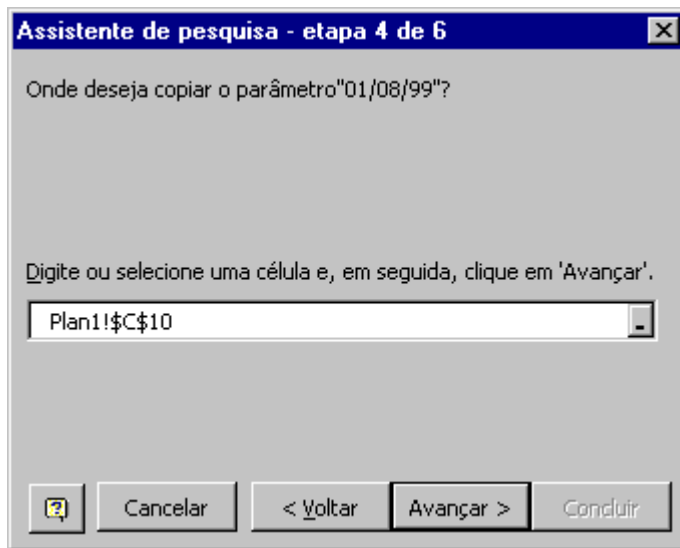 Assistente de pesquisa - etapa 4 de 6
Onde deseja copiar o parâmetro"01/08/99"?
Digite ou selecione uma célula e, em seguida, clique em 'Avançar'.
Plan1!$C$10
Cancelar
< Voltar
Avançar >
Concluir